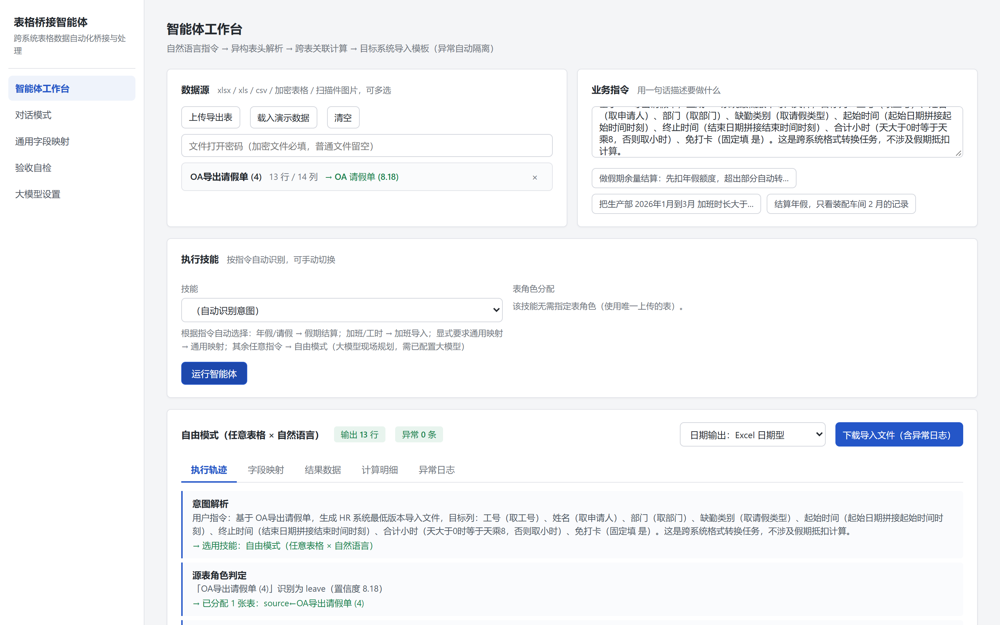 表格桥接智能体
跨系统表格数据自动化桥接与处
理
智能体工作台
对话模式
通用字段映射
验收自检
大模型设置
智能体工作台
自然语言指令 → 异构表头解析 → 跨表关联计算 → 目标系统导入模板（异常自动隔离）
数据源 xlsx / xls / csv / 加密表格 / 扫描件图片，可多选
上传导出表 载入演示数据 清空
文件打开密码（加密文件必填，普通文件留空）
OA导出请假单 (4) 13 行 / 14 列 → OA 请假单 (8.18) ×
业务指令 用一句话描述要做什么
（取申请人）、部门（取部门）、缺勤类别（取请假类型）、起始时间（起始日期拼接起
始时间时刻）、终止时间（结束日期拼接结束时间时刻）、合计小时（天大于0时等于天
乘8，否则取小时）、免打卡（固定填 是）。这是跨系统格式转换任务，不涉及假期抵扣
计算。
做假期余量结算：先扣年假额度，超出部分自动转...
把生产部 2026年1月到3月 加班时长大于... 结算年假，只看装配车间 2 月的记录
执行技能 按指令自动识别，可手动切换
技能
（自动识别意图）
根据指令自动选择：年假/请假 → 假期结算；加班/工时 → 加班导入；显式要求通用映射
→ 通用映射；其余任意指令 → 自由模式（大模型现场规划，需已配置大模型）
表角色分配
该技能无需指定表角色（使用唯一上传的表）。
运行智能体
自由模式（任意表格 × 自然语言） 输出 13 行 异常 0 条 日期输出：Excel 日期型 下载导入文件（含异常日志）
执行轨迹 字段映射 结果数据 计算明细 异常日志
意图解析
用户指令：基于 OA导出请假单，生成 HR 系统最低版本导入文件，目标列：工号（取工号）、姓名（取申请人）、部门（取部门）、缺勤类别（取请假类型）、起始时间（起始日期拼接起始时间时
刻）、终止时间（结束日期拼接结束时间时刻）、合计小时（天大于0时等于天乘8，否则取小时）、免打卡（固定填 是）。这是跨系统格式转换任务，不涉及假期抵扣计算。
→ 选用技能：自由模式（任意表格 × 自然语言）
源表角色判定
「OA导出请假单 (4)」识别为 leave（置信度 8.18）
→ 已分配 1 张表：source←OA导出请假单 (4)